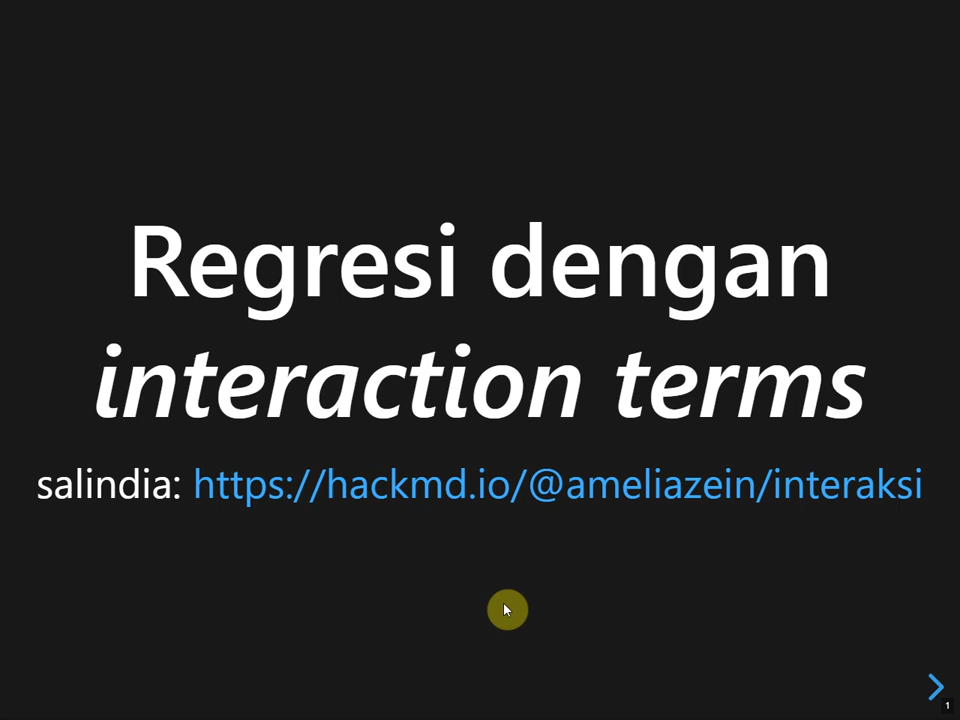 Regresi dengan
interaction terms
salindia: https://hackmd.io/@ameliazein/interaksi
1